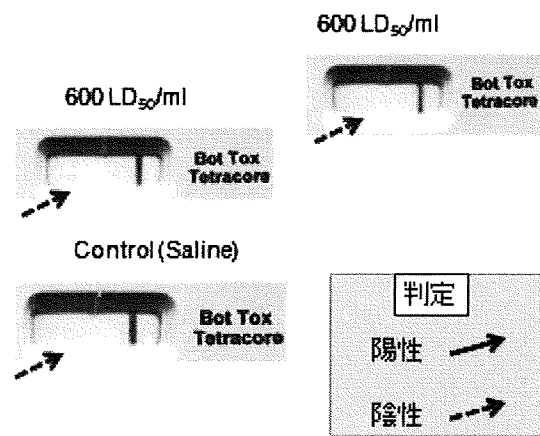 600 LD₅₀/ml
Bot Tox
Tetracore
600 LD₅₀/ml
Bot Tox
Tetracore
Control (Saline)
Bot Tox
Tetracore
判定
陽性
陰性